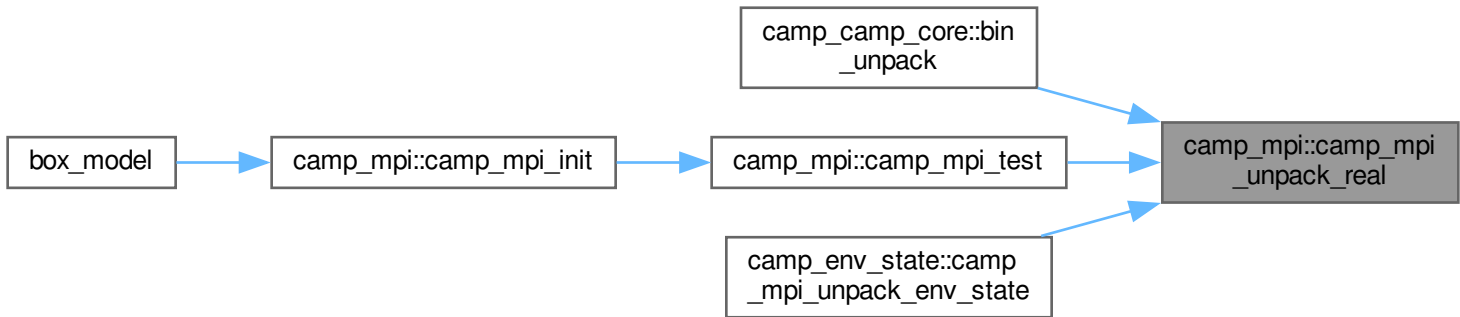 camp_camp_core::bin
_unpack
box_model
camp_mpi::camp_mpi_init
camp_mpi::camp_mpi_test
camp_mpi::camp_mpi
_unpack_real
camp_env_state::camp
_mpi_unpack_env_state